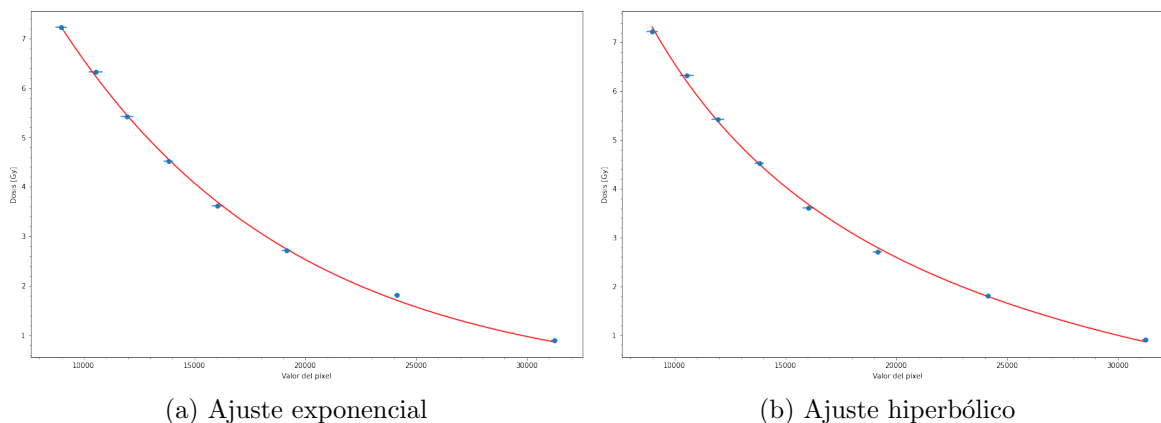 Dosis [Gy]
7
6
5
4
3
2
1
10000 15000 20000 25000 30000
Valor del pixel
(a) Ajuste exponencial
Dosis [Gy]
7
6
5
4
3
2
1
10000 15000 20000 25000 30000
Valor del pixel
(b) Ajuste hiperbólico